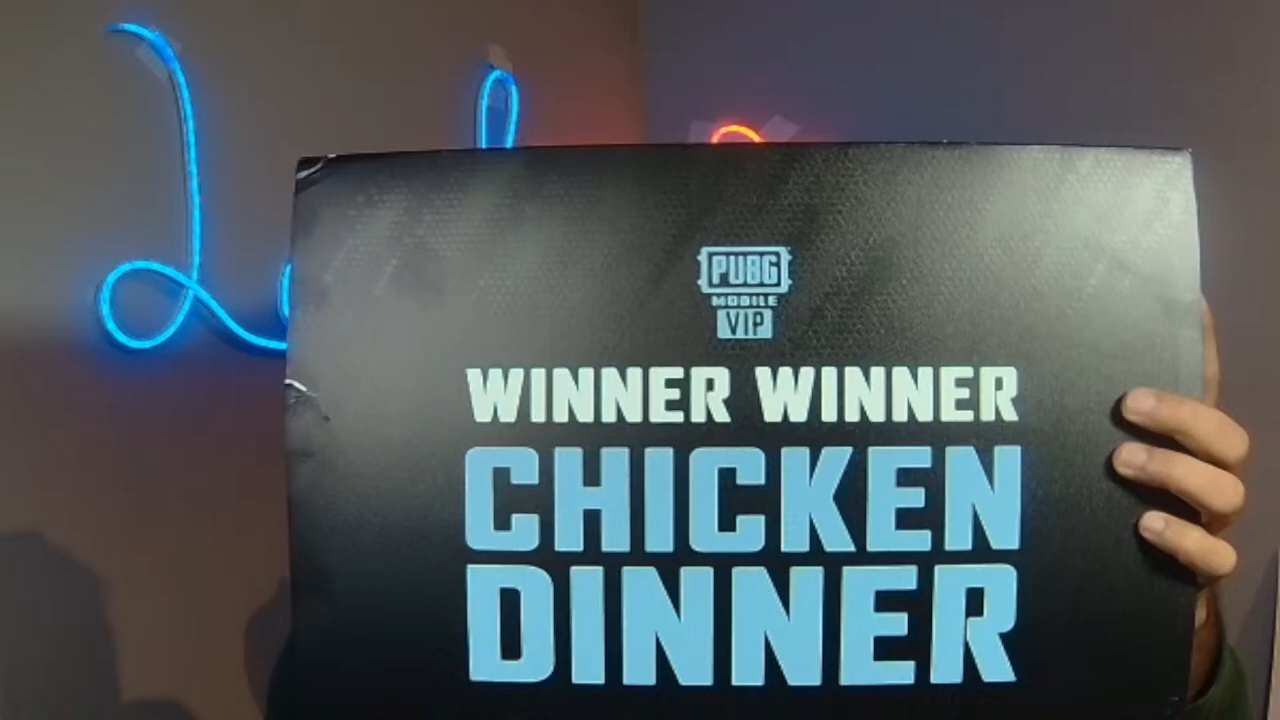 PUBG
MOBILE
VIP
WINNER WINNER
CHICKEN
DINNER